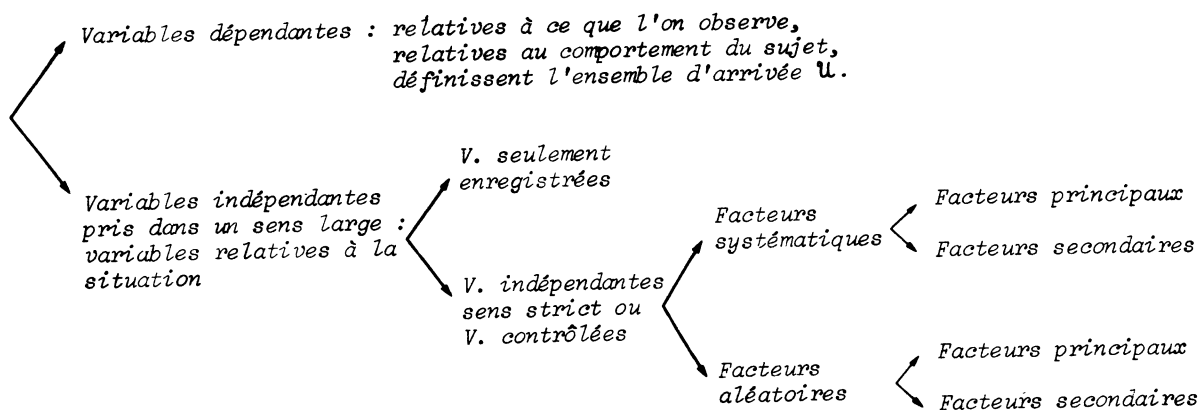 Variables dépendantes : relatives à ce que l'on observe,
relatives au comportement du sujet,
définissent l'ensemble d'arrivée U.
Variables indépendantes
pris dans un sens large :
variables relatives à la
situation
V. seulement
enregistrées
V. indépendantes
sens strict ou
V. contrôlées
Facteurs
systématiques
Facteurs principaux
Facteurs secondaires
Facteurs
aléatoires
Facteurs principaux
Facteurs secondaires